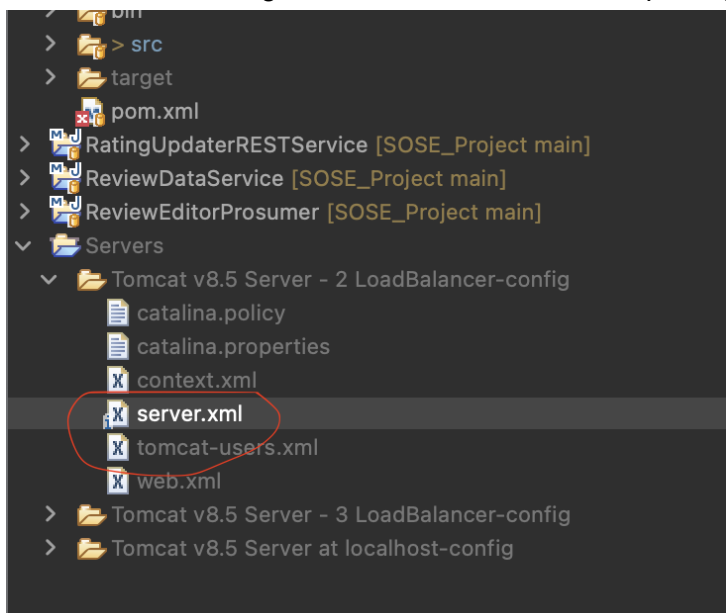 bin
> src
target
pom.xml
RatingUpdaterRESTService [SOSE_Project main]
ReviewDataService [SOSE_Project main]
ReviewEditorProsumer [SOSE_Project main]
Servers
Tomcat v8.5 Server - 2 LoadBalancer-config
catalina.policy
catalina.properties
context.xml
server.xml
tomcat-users.xml
web.xml
Tomcat v8.5 Server - 3 LoadBalancer-config
Tomcat v8.5 Server at localhost-config